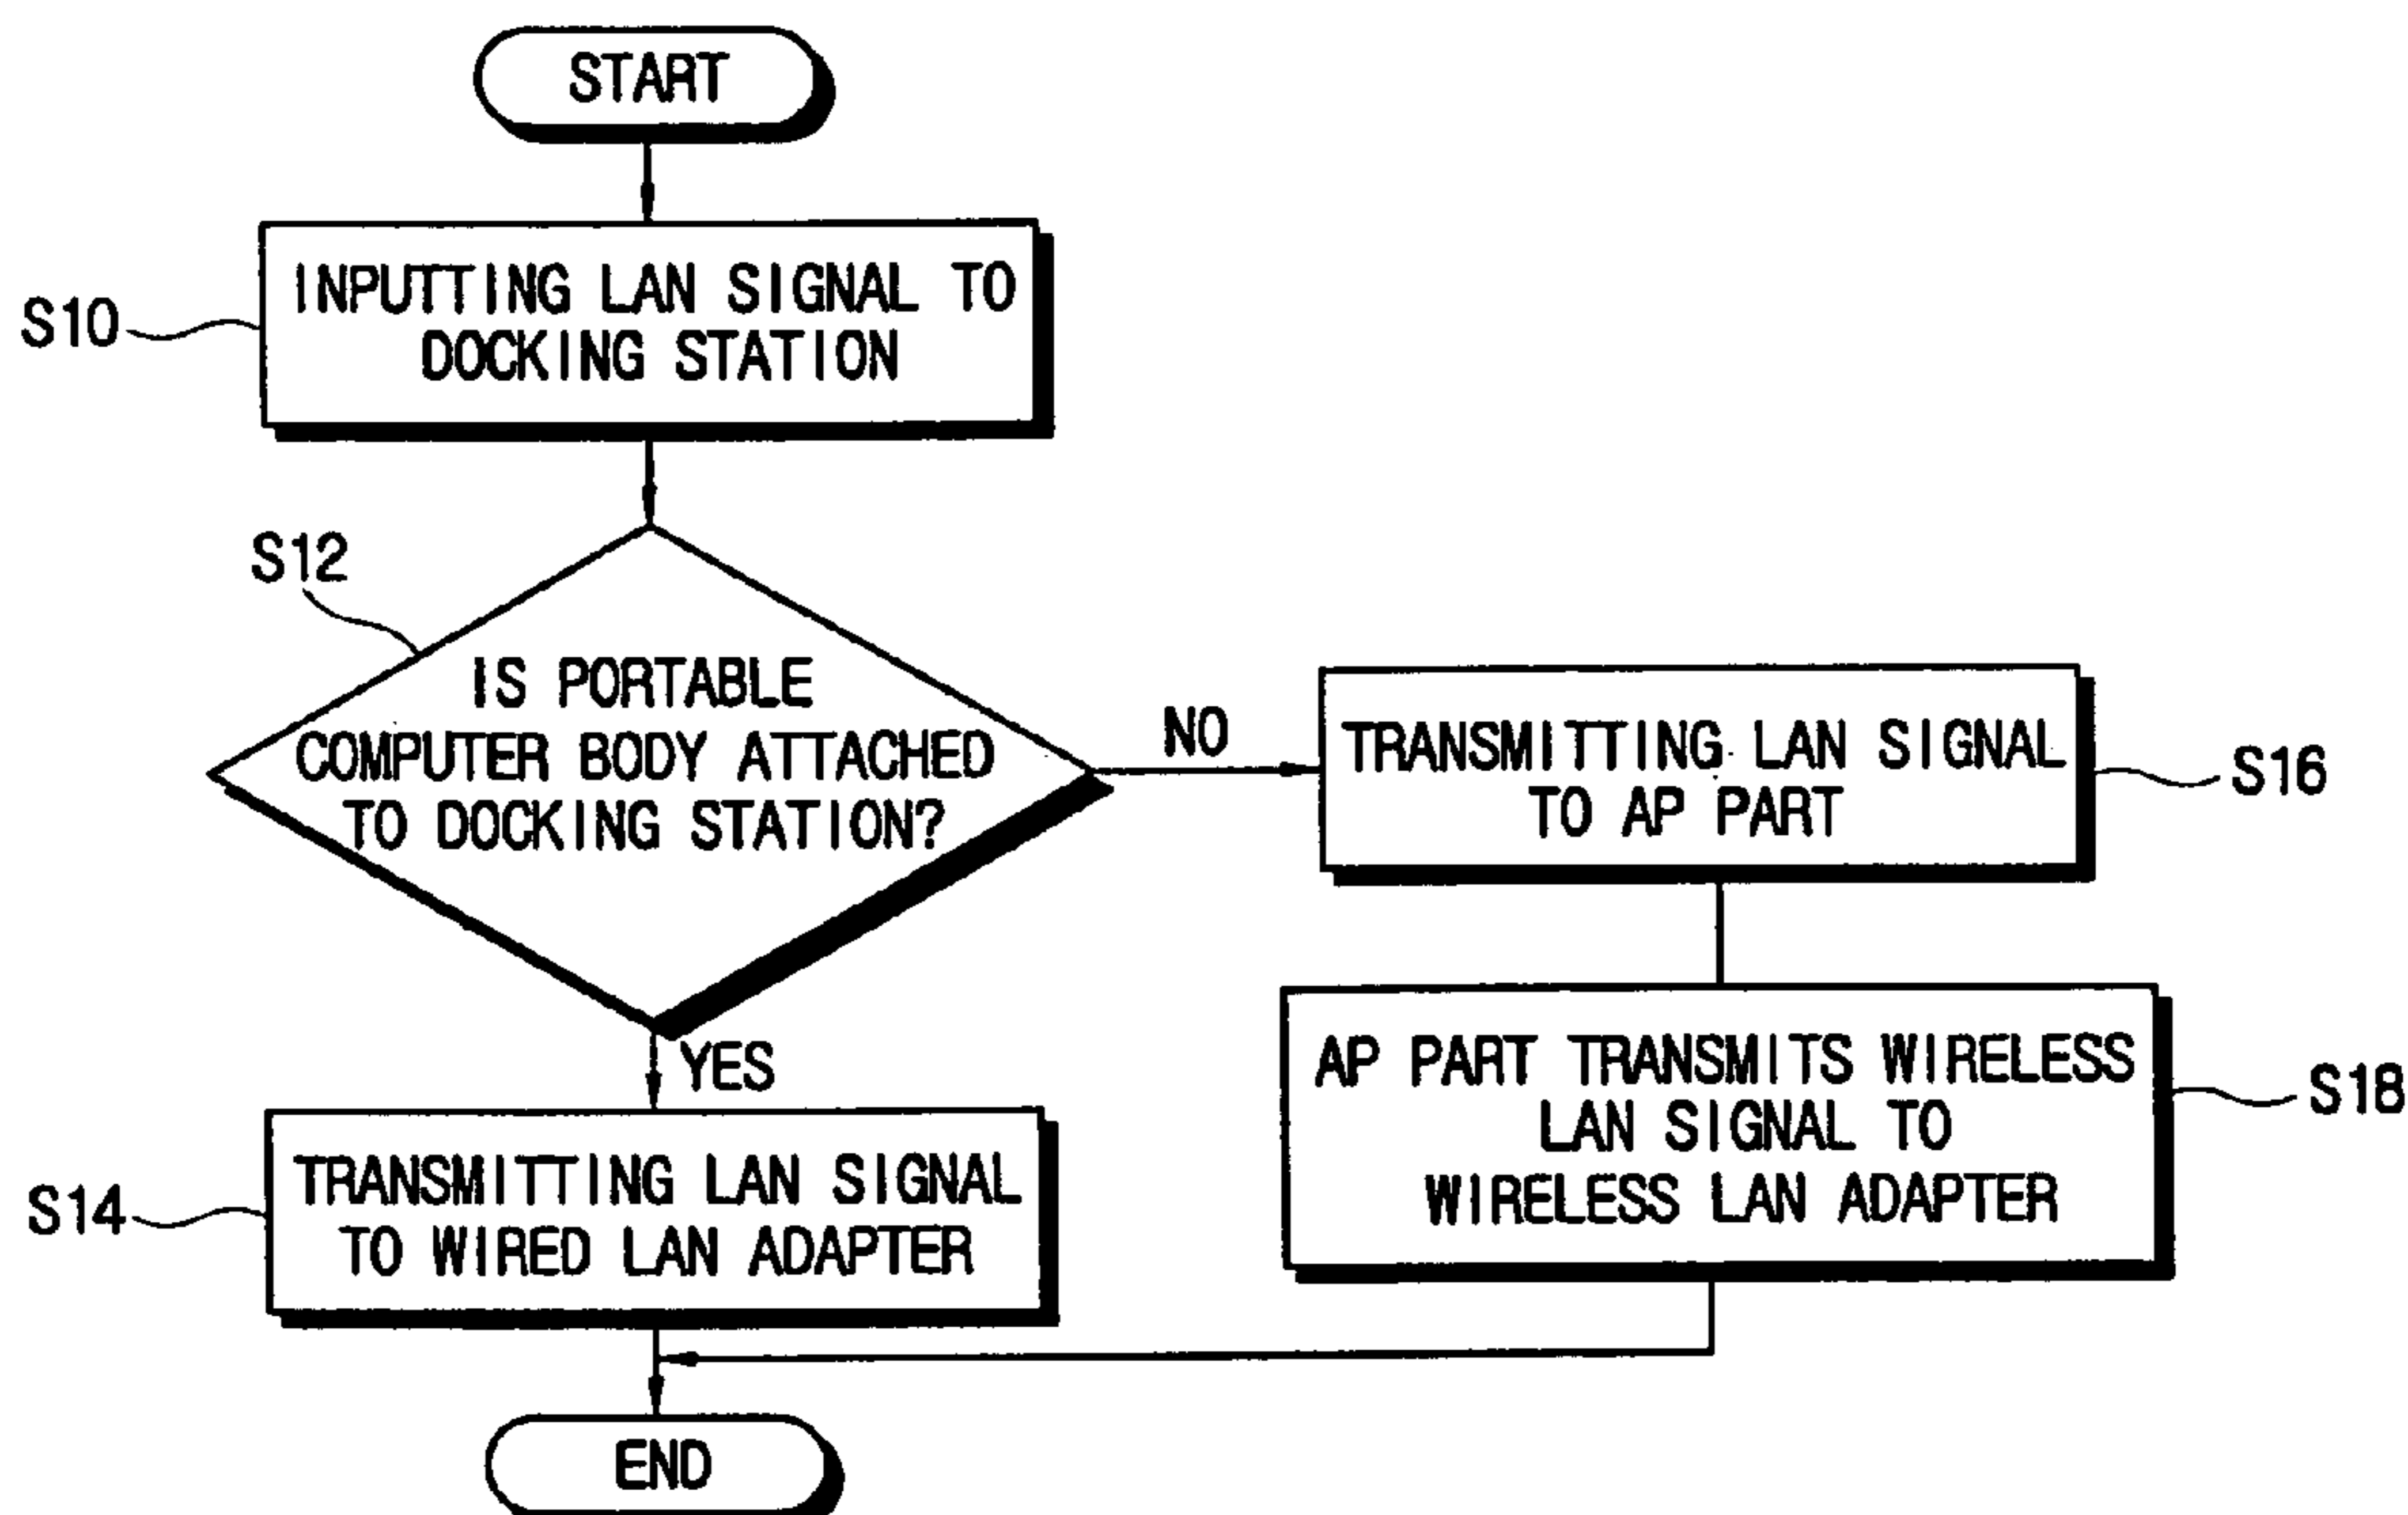 START
S10
INPUTTING LAN SIGNAL TO
DOCKING STATION
S12
IS PORTABLE
COMPUTER BODY ATTACHED
TO DOCKING STATION?
NO
TRANSMITTING LAN SIGNAL
TO AP PART
S16
YES
AP PART TRANSMITS WIRELESS
LAN SIGNAL TO
WIRELESS LAN ADAPTER
S18
S14
TRANSMITTING LAN SIGNAL
TO WIRED LAN ADAPTER
END